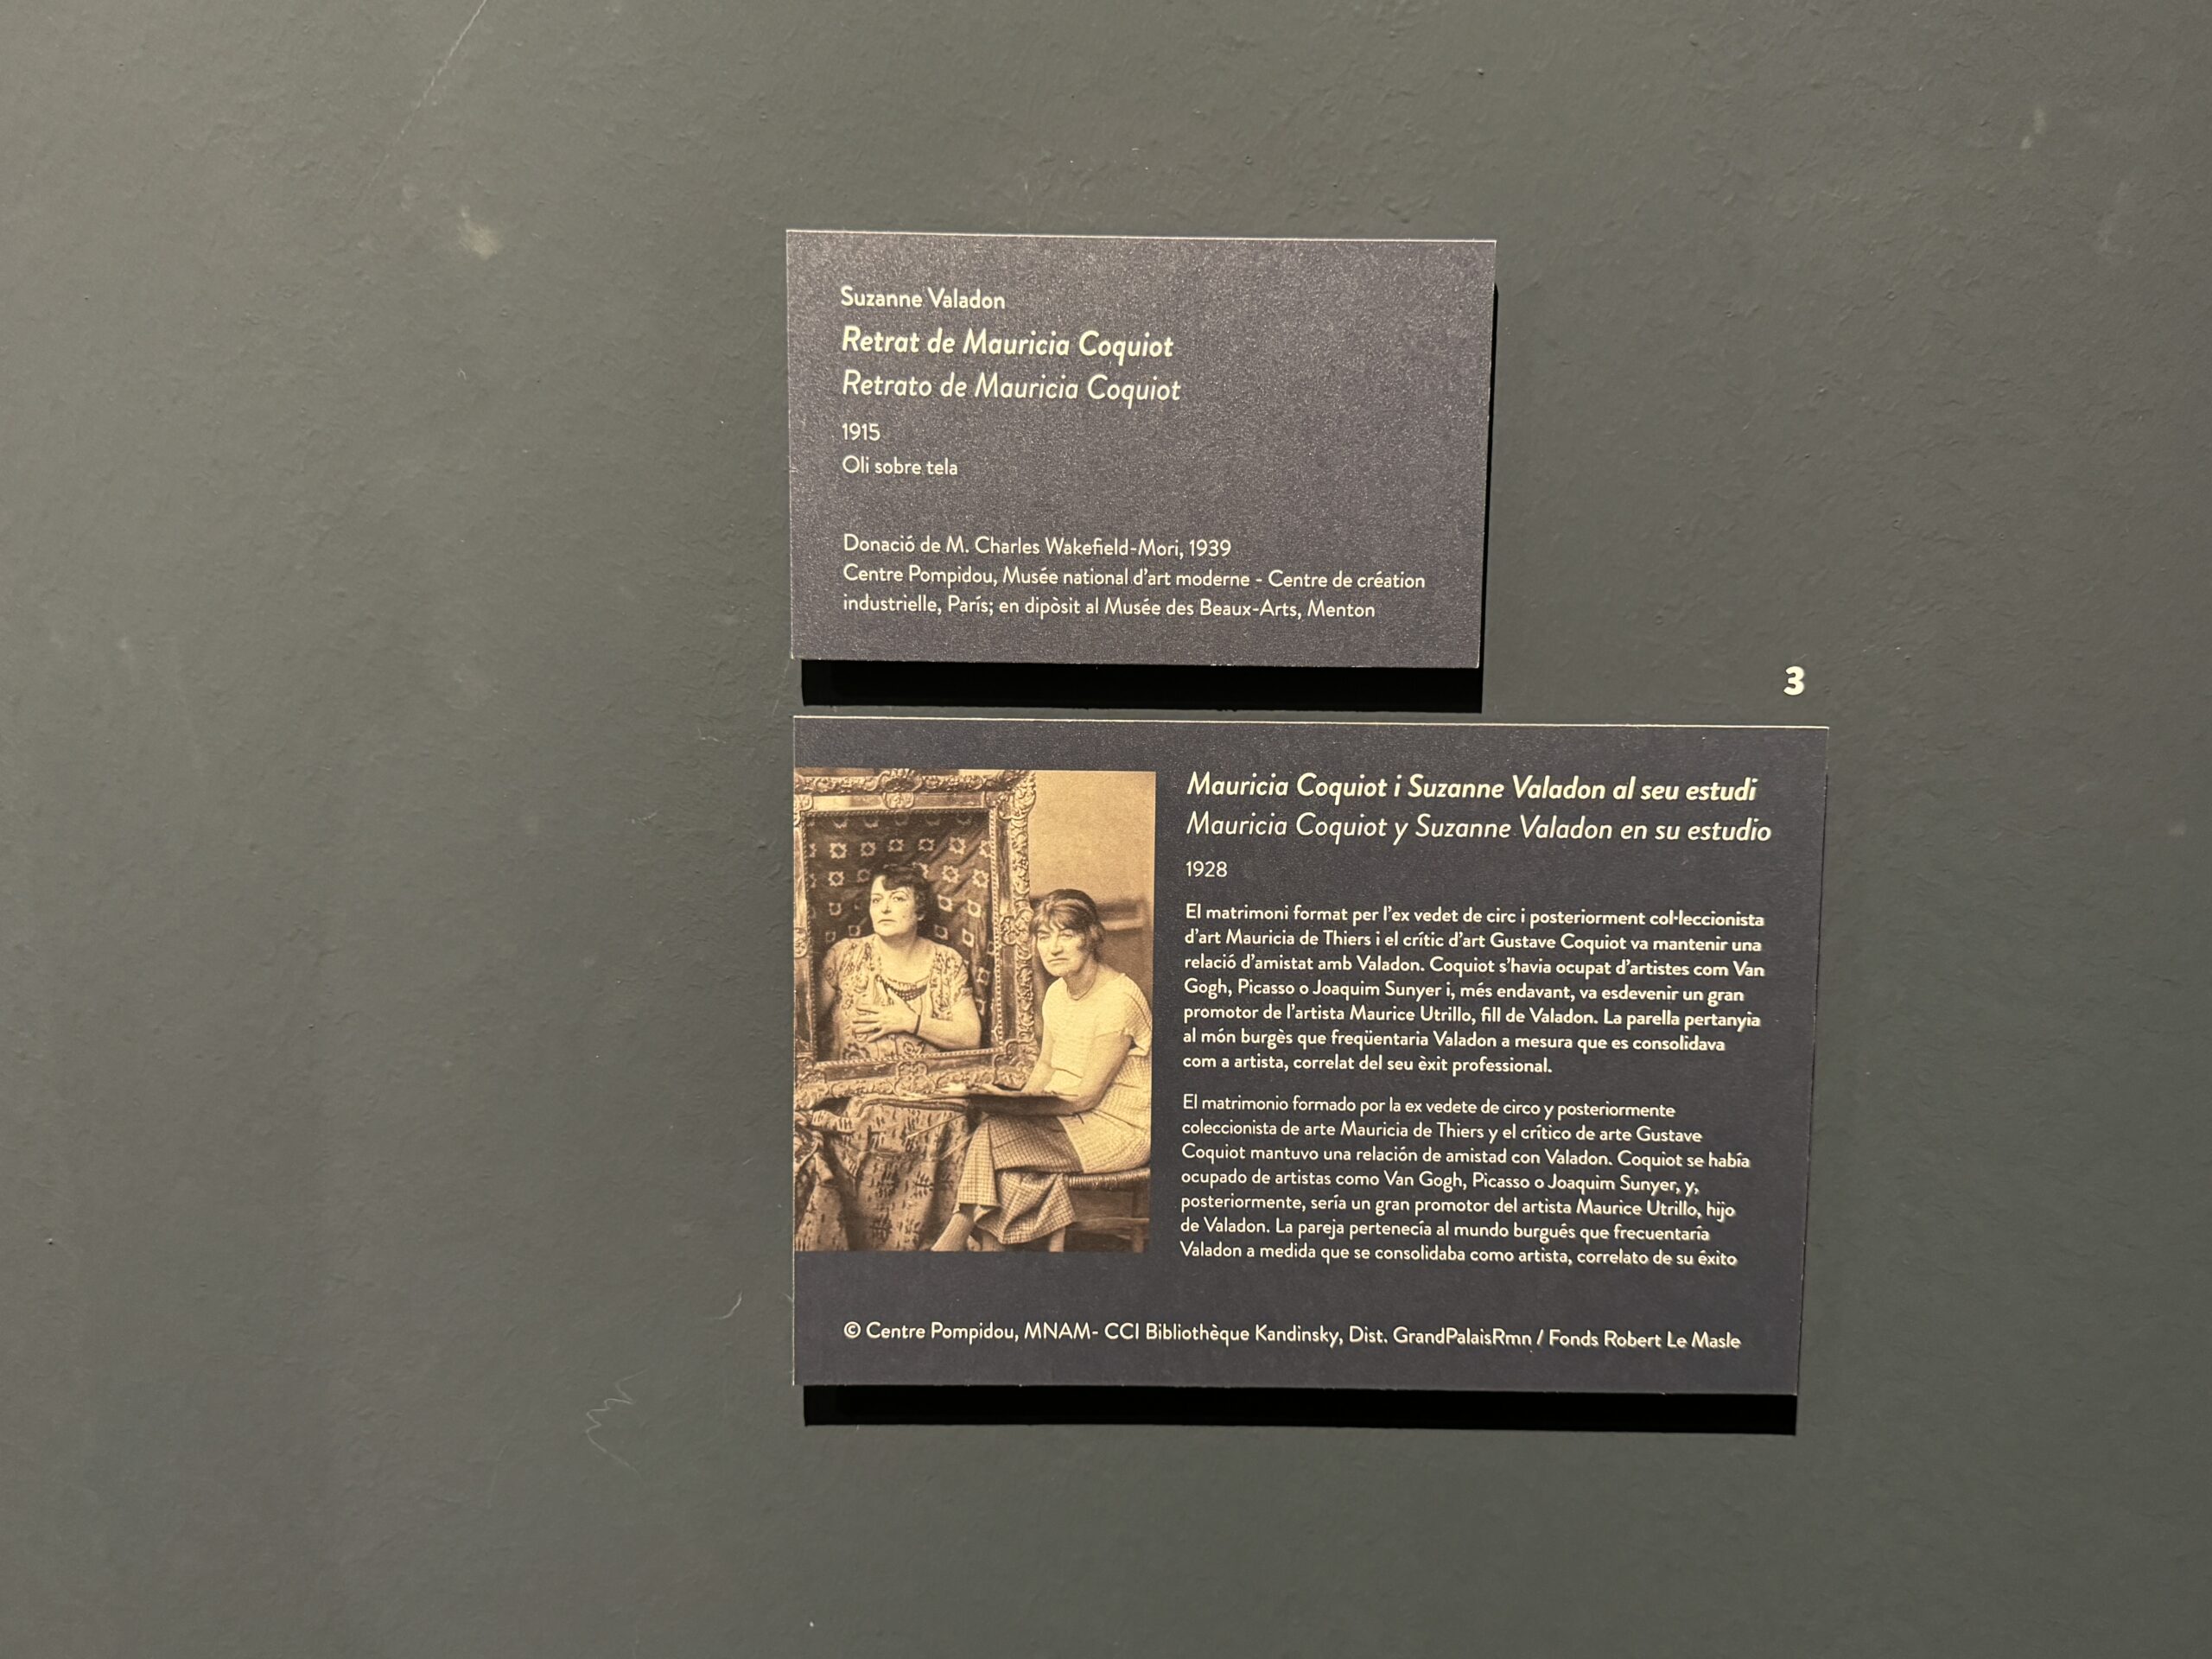 Suzanne Valadon
Retrat de Mauricia Coquiot
Retrato de Mauricia Coquiot
1915
Oli sobre tela
Donació de M. Charles Wakefield-Mori, 1939
Centre Pompidou, Musée national d'art moderne - Centre de création
industrielle, París; en dipòsit al Musée des Beaux-Arts, Menton
3
Mauricia Coquiot i Suzanne Valadon al seu estudi
Mauricia Coquiot y Suzanne Valadon en su estudio
1928
El matrimoni format per l'ex vedet de circ i posteriorment col·leccionista
d'art Mauricia de Thiers i el crític d'art Gustave Coquiot va mantenir una
relació d'amistat amb Valadon. Coquiot s'havia ocupat d'artistes com Van
Gogh, Picasso o Joaquim Sunyer i, més endavant, va esdevenir un gran
promotor de l'artista Maurice Utrillo, fill de Valadon. La parella pertanyia
al món burgès que freqüentaria Valadon a mesura que es consolidava
com a artista, correlat del seu èxit professional.
El matrimonio formado por la ex vedete de circo y posteriormente
coleccionista de arte Mauricia de Thiers y el crítico de arte Gustave
Coquiot mantuvo una relación de amistad con Valadon. Coquiot se había
ocupado de artistas como Van Gogh, Picasso o Joaquim Sunyer, y,
posteriormente, sería un gran promotor del artista Maurice Utrillo, hijo
de Valadon. La pareja pertenecía al mundo burgués que frecuentaría
Valadon a medida que se consolidaba como artista, correlato de su éxito
© Centre Pompidou, MNAM- CCI Bibliothèque Kandinsky, Dist. GrandPalaisRmn / Fonds Robert Le Masle